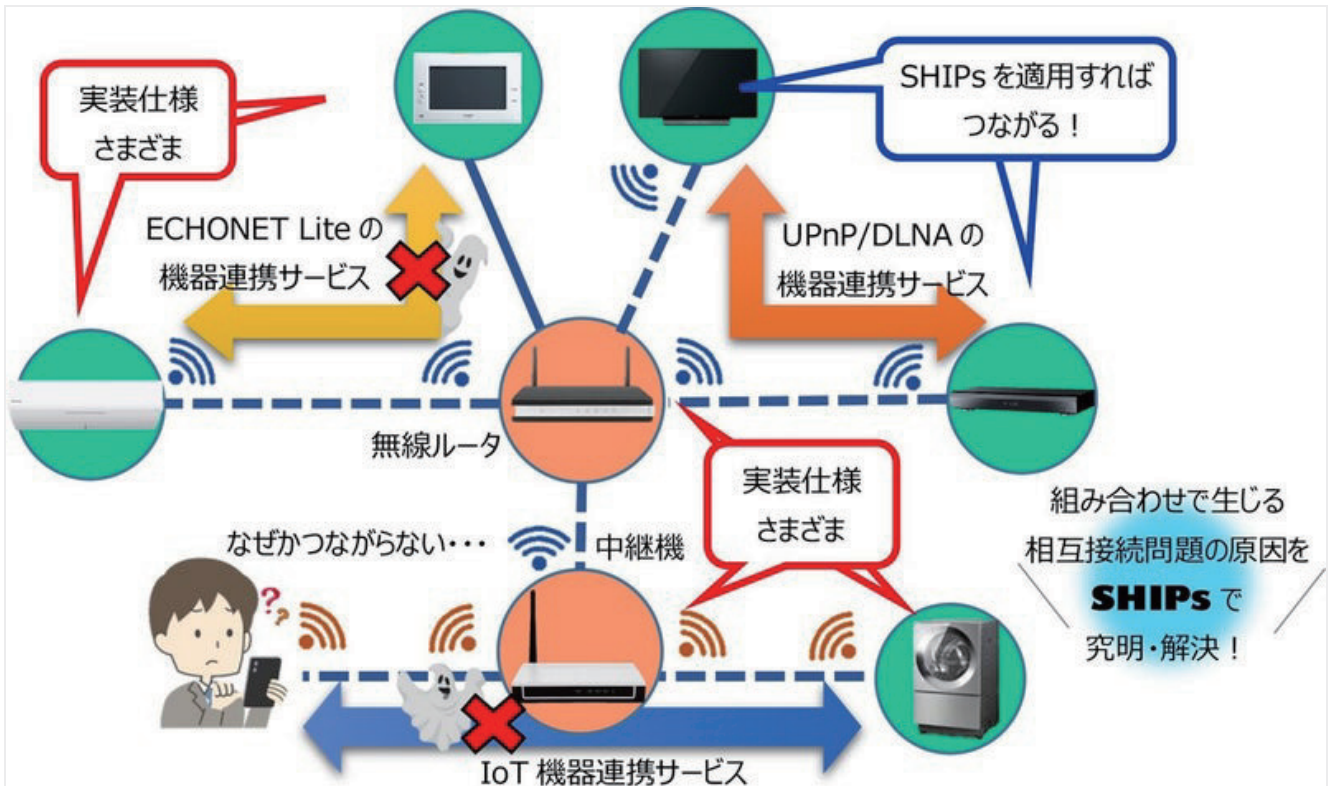 実装仕様
さまざま
SHIPsを適用すれば
つながる！
ECHONET Liteの
機器連携サービス
UPnP/DLNAの
機器連携サービス
無線ルータ
実装仕様
さまざま
なぜかつながらない・・・
中継機
??
組み合わせで生じる
相互接続問題の原因を
SHIPsで
究明・解決！
IoT機器連携サービス